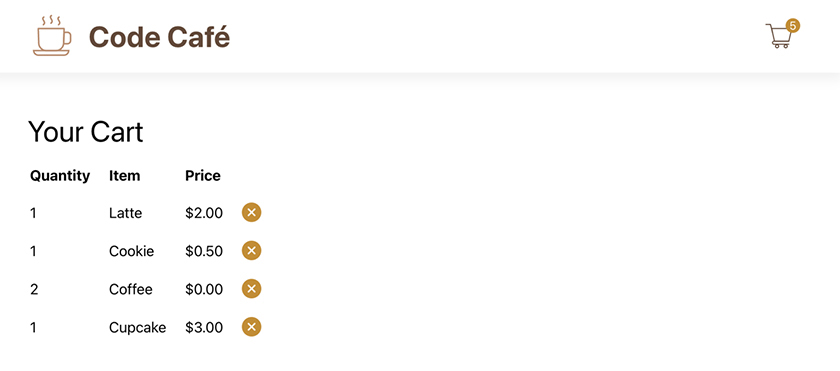 Code Café
5
Your Cart
Quantity Item Price
1 Latte $2.00
1 Cookie $0.50
2 Coffee $0.00
1 Cupcake $3.00